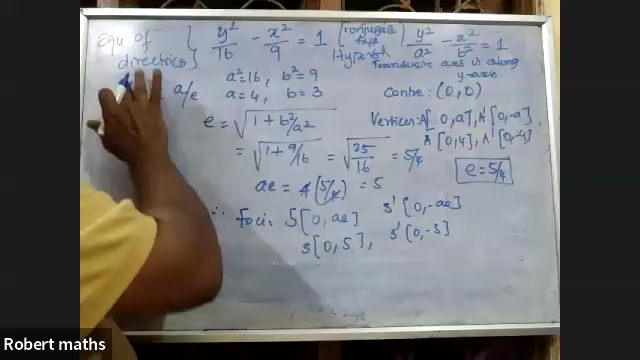 Equ of directrices } y²/16 - x²/9 = 1 [conjugate Hyperb y²/a² - x²/b² = 1
Transverse axis is along y-axis
a/e
a²=16, b²=9
a=4, b=3
Centre: (0,0)
e = √(1 + b²/a²)
Vertices: A[0,a], A'[0,-a]
A[0,4], A'[0,-4]
= √(1 + 9/16) = √(25/16) = 5/4
e = 5/4
ae = 4(5/4) = 5
∴ Foci: S[0, ae] S'[0,-ae]
S[0,5], S'[0,-5]
Robert maths